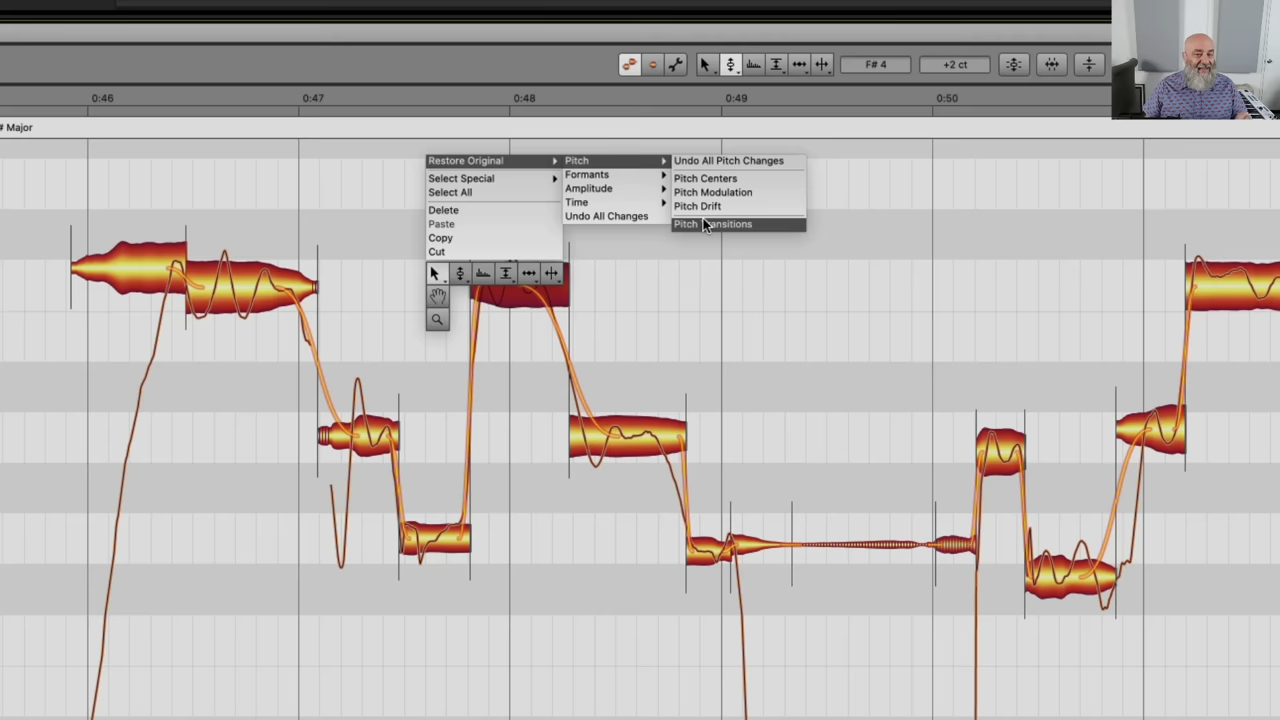 F# 4
+2 ct
0:46
0:47
0:48
0:49
0:50
# Major
Restore Original
Select Special
Select All
Delete
Paste
Copy
Cut
Pitch
Formants
Amplitude
Time
Undo All Changes
Undo All Pitch Changes
Pitch Centers
Pitch Modulation
Pitch Drift
Pitch Transitions